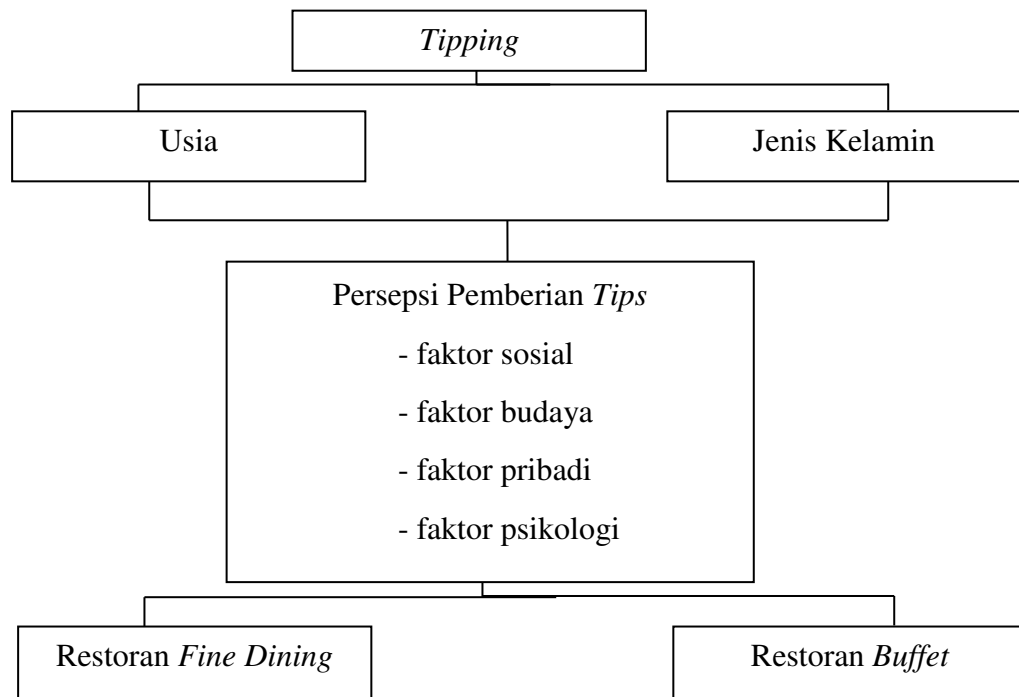 Tipping
Usia
Jenis Kelamin
Persepsi Pemberian Tips
- faktor sosial
- faktor budaya
- faktor pribadi
- faktor psikologi
Restoran Fine Dining
Restoran Buffet